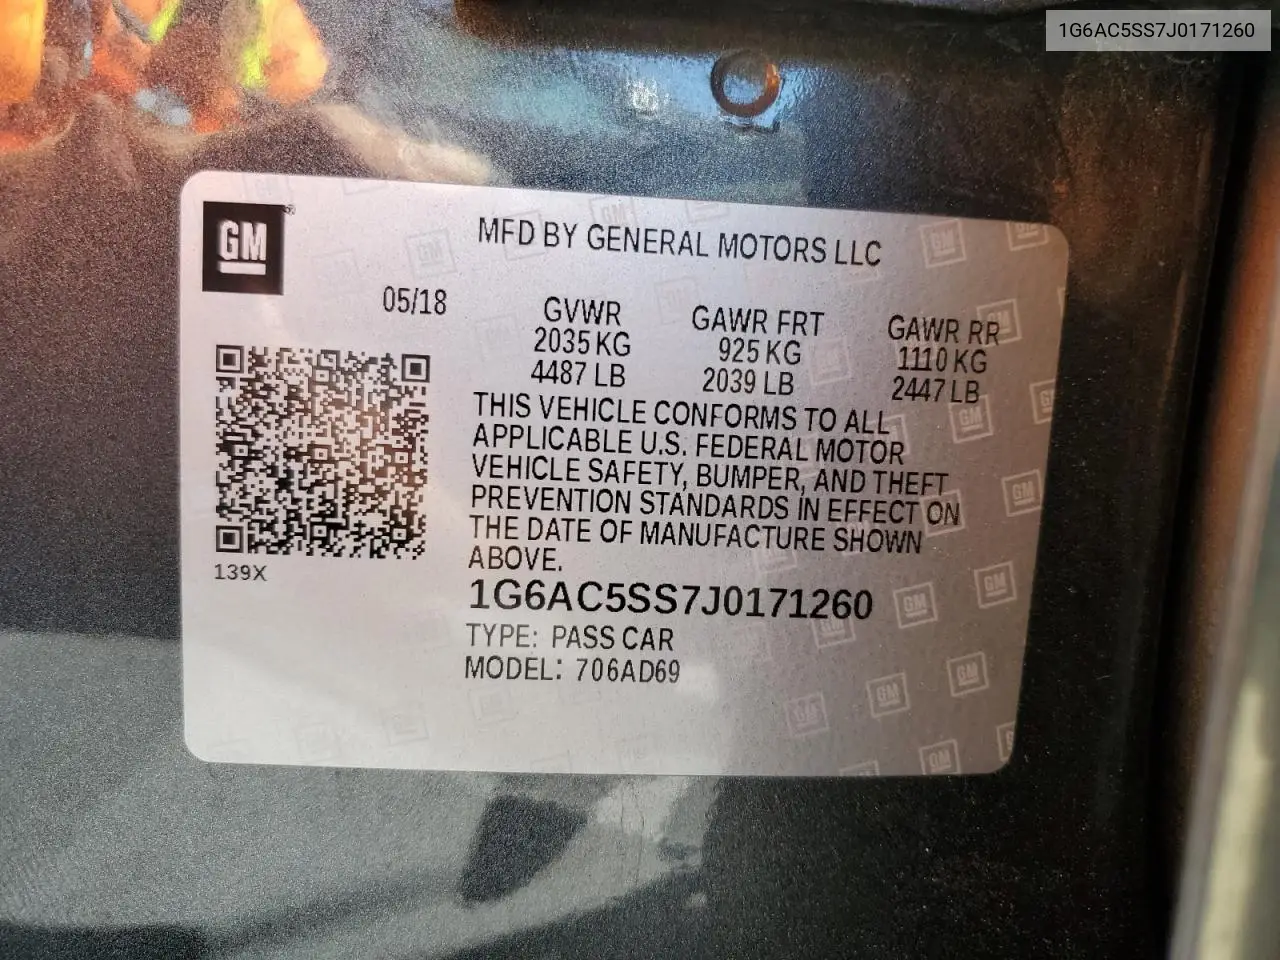 1G6AC5SS7J0171260
GM
MFD BY GENERAL MOTORS LLC
05/18
GVWR
2035 KG
4487 LB
GAWR FRT
925 KG
2039 LB
GAWR RR
1110 KG
2447 LB
THIS VEHICLE CONFORMS TO ALL
APPLICABLE U.S. FEDERAL MOTOR
VEHICLE SAFETY, BUMPER, AND THEFT
PREVENTION STANDARDS IN EFFECT ON
THE DATE OF MANUFACTURE SHOWN
ABOVE.
139X
1G6AC5SS7J0171260
TYPE: PASS CAR
MODEL: 706AD69